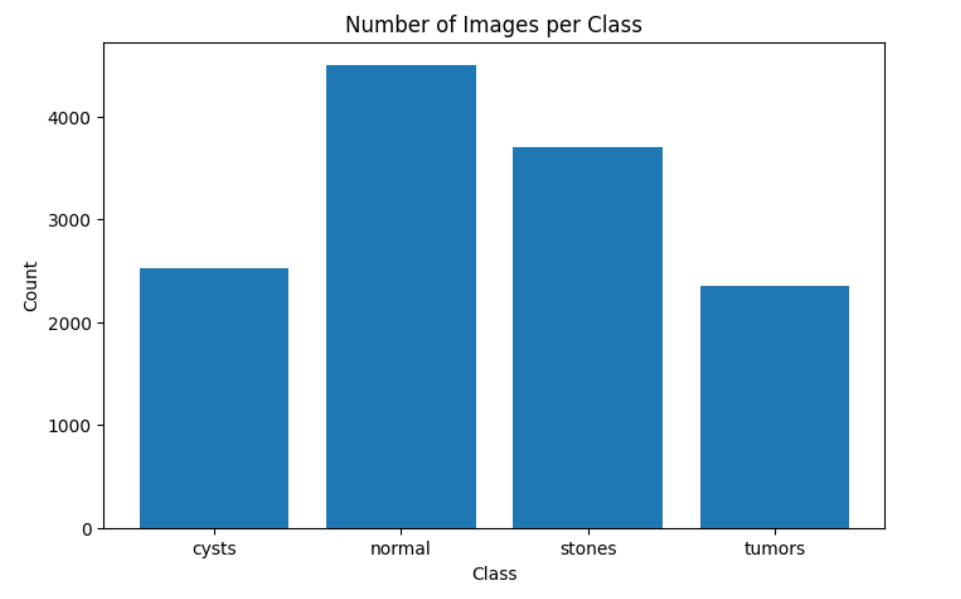 Number of Images per Class
Count
4000
3000
2000
1000
0
cysts normal stones tumors
Class